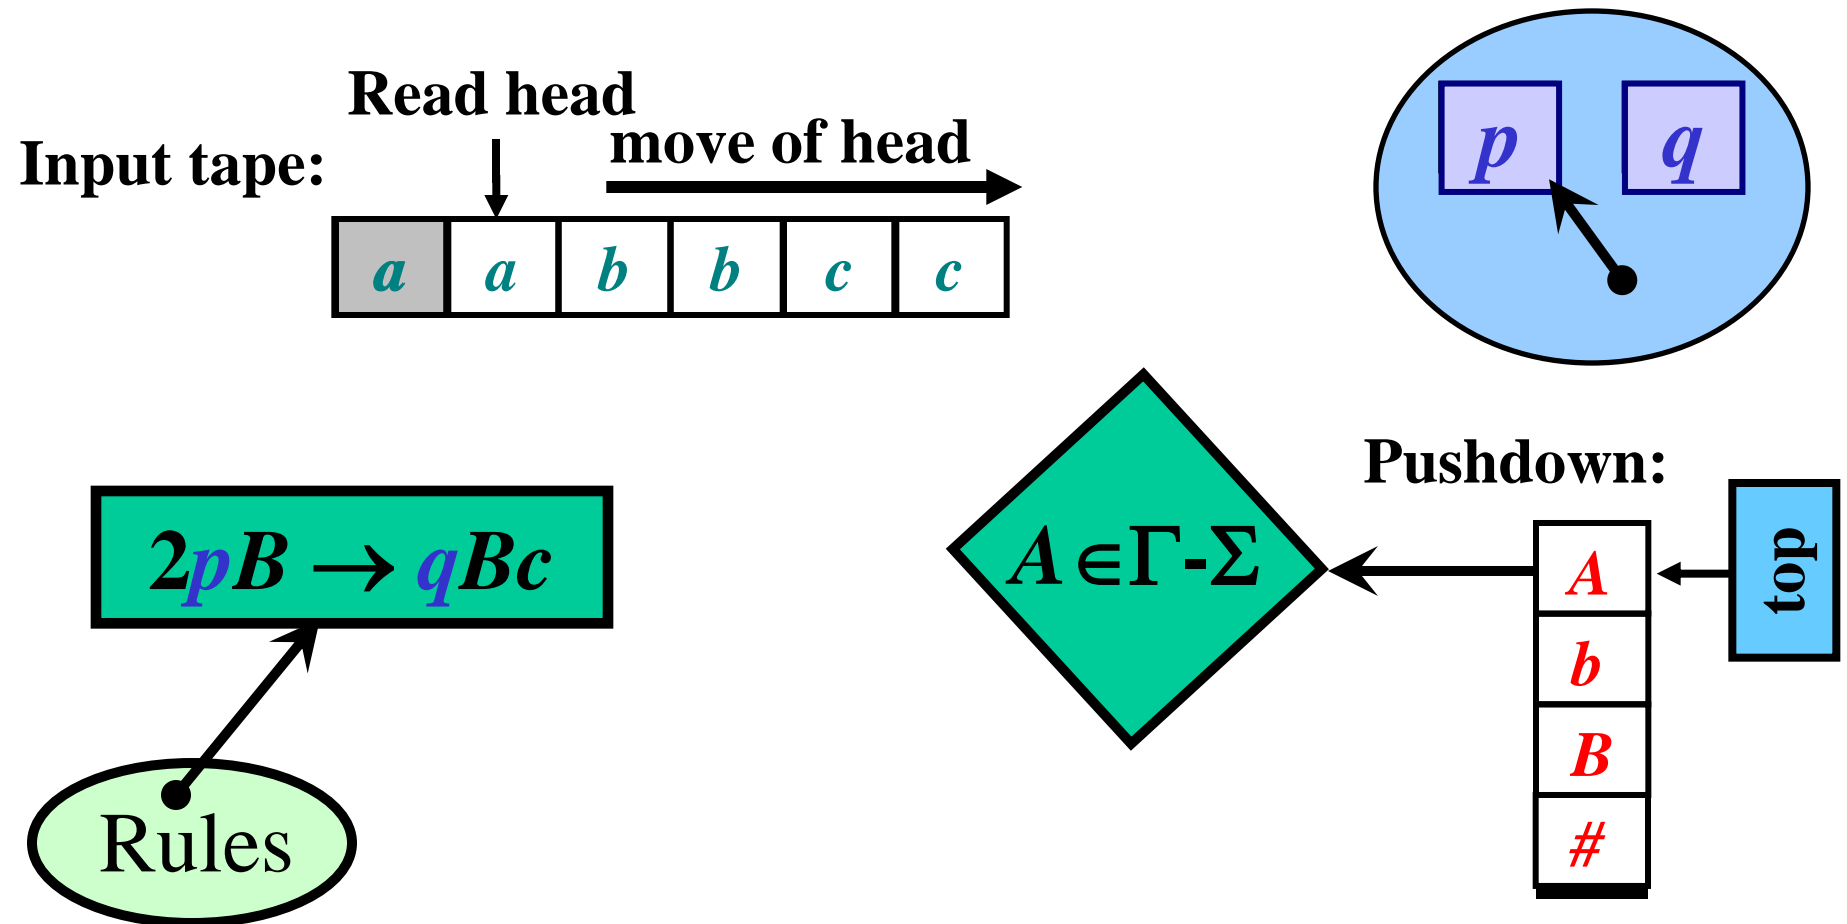 Read head
move of head
Input tape:
a a b b c c
p q
Pushdown:
2pB → qBc
A ∈ Γ - Σ
top
A
b
B
#
Rules